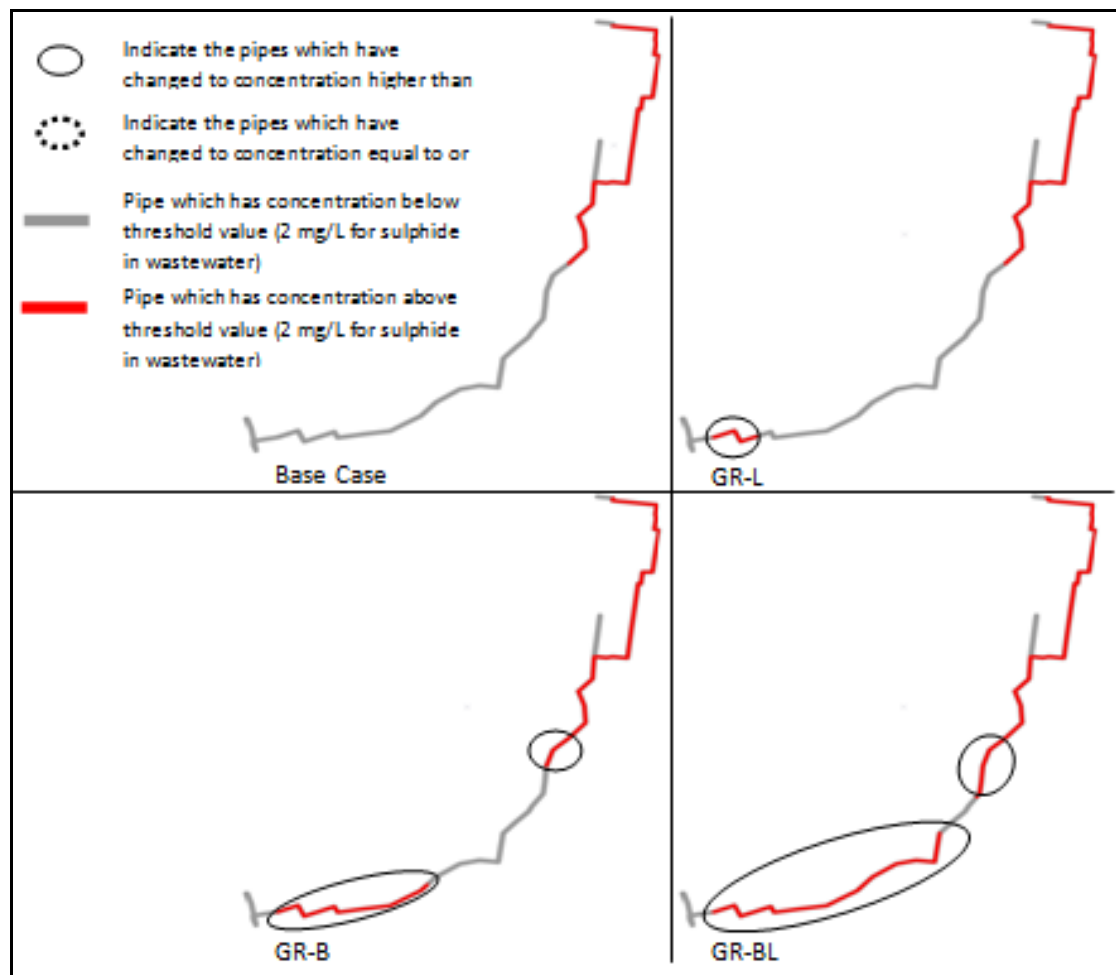 Indicate the pipes which have
changed to concentration higher than
Indicate the pipes which have
changed to concentration equal to or
Pipe which has concentration below
threshold value (2 mg/L for sulphide
in wastewater)
Pipe which has concentration above
threshold value (2 mg/L for sulphide
in wastewater)
Base Case
GR-L
GR-B
GR-BL